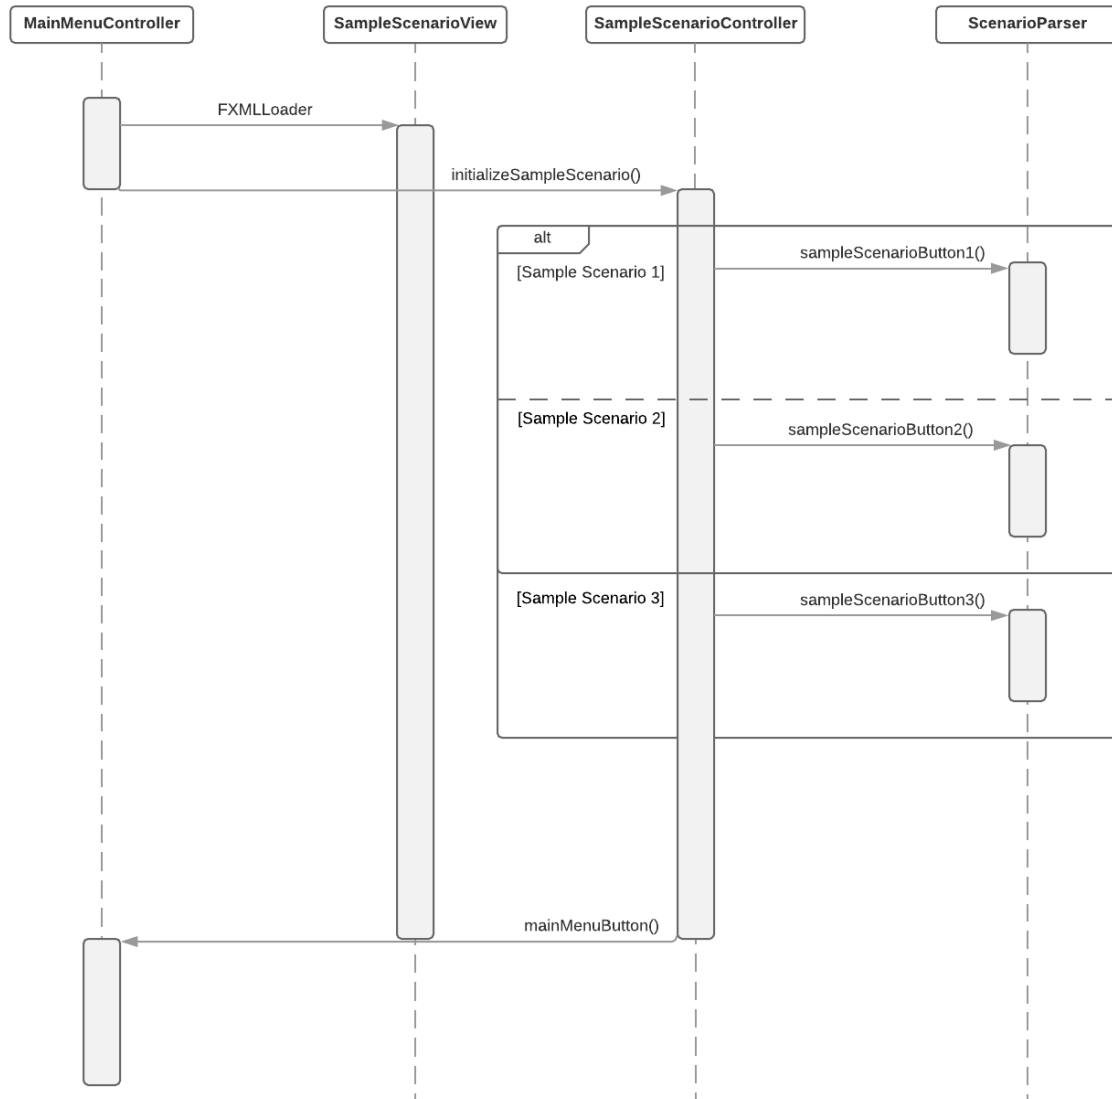 MainMenuController
SampleScenarioView
SampleScenarioController
ScenarioParser
FXMLLoader
initializeSampleScenario()
alt
sampleScenarioButton1()
[Sample Scenario 1]
[Sample Scenario 2]
sampleScenarioButton2()
[Sample Scenario 3]
sampleScenarioButton3()
mainMenuButton()